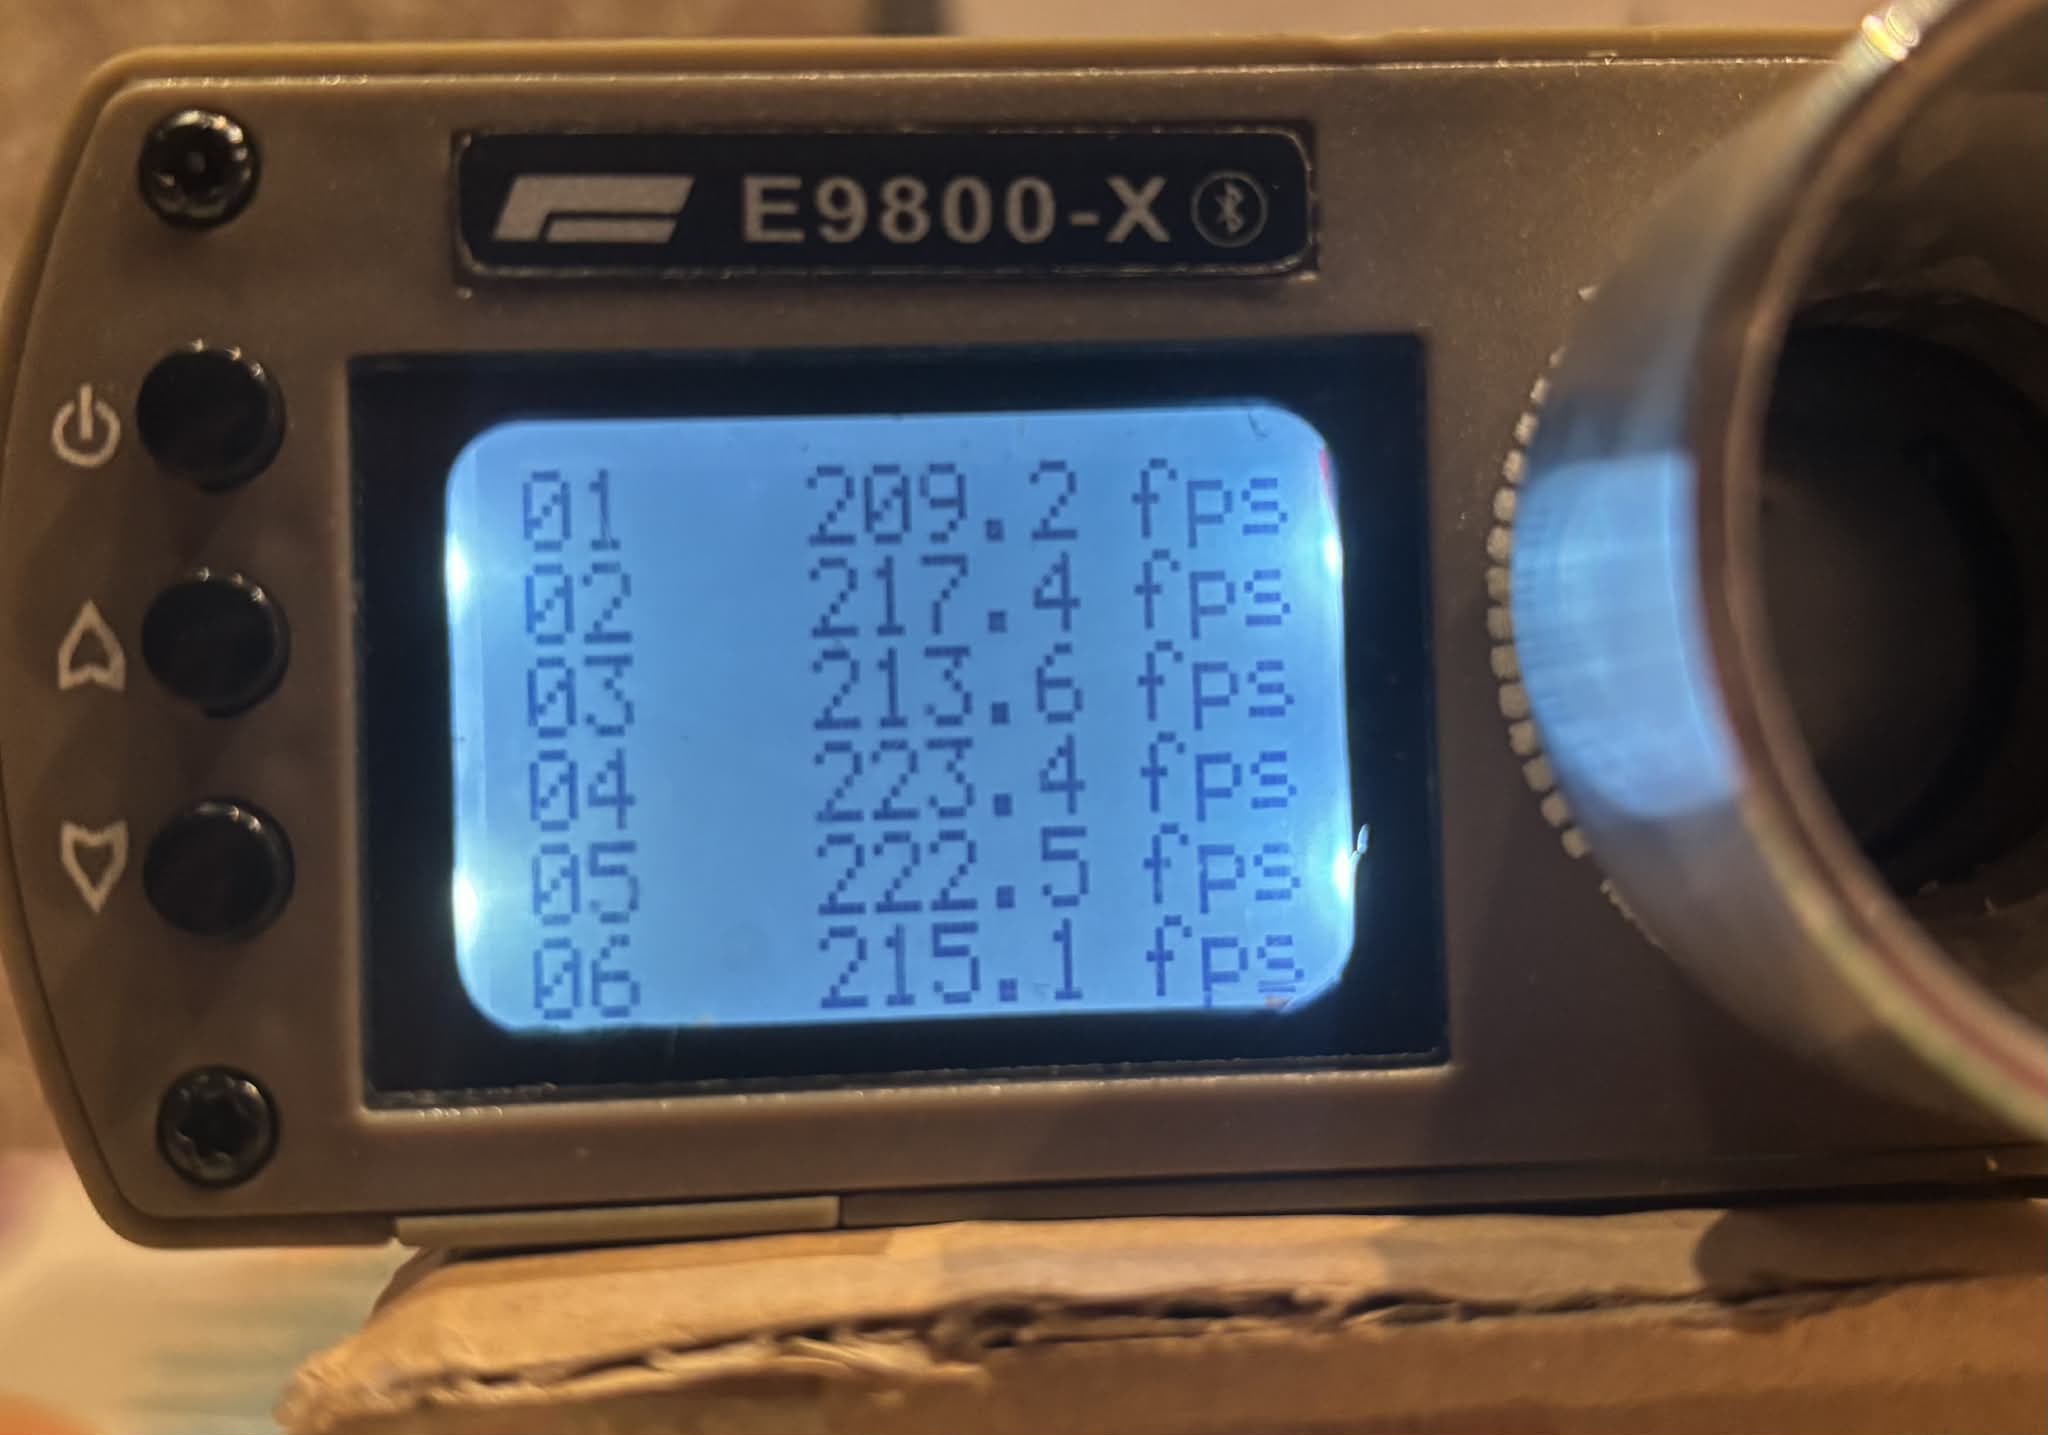 E9800-X
01 209.2 fps
02 217.4 fps
03 213.6 fps
04 223.4 fps
05 222.5 fps
06 215.1 fps